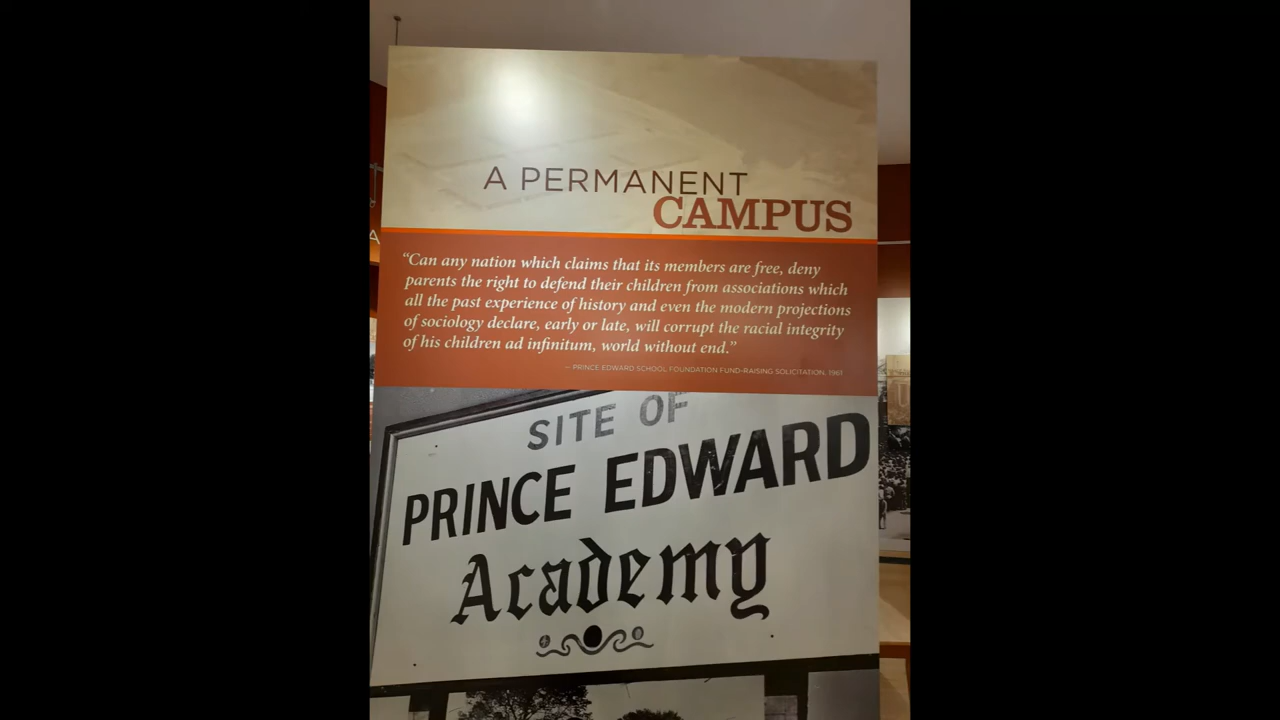 A PERMANENT
CAMPUS
“Can any nation which claims that its members are free, deny
parents the right to defend their children from associations which
all the past experience of history and even the modern projections
of sociology declare, early or late, will corrupt the racial integrity
of his children ad infinitum, world without end.”
— PRINCE EDWARD SCHOOL FOUNDATION FUND-RAISING SOLICITATION, 1961
SITE OF
PRINCE EDWARD
Academy